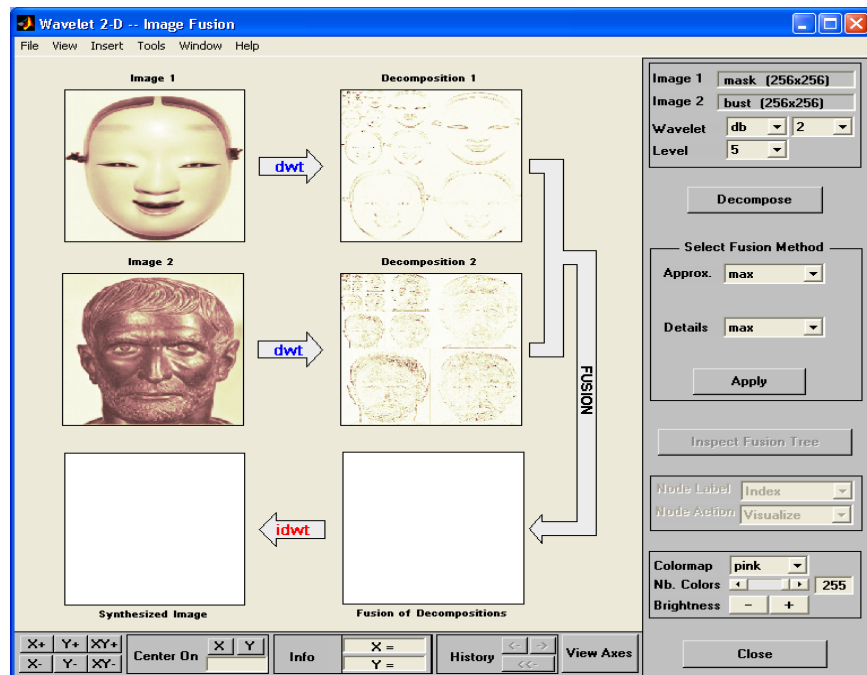 Wavelet 2-D -- Image Fusion
File View Insert Tools Window Help
Image 1
Decomposition 1
dwt
Image 2
Decomposition 2
dwt
FUSION
idwt
Synthesized Image
Fusion of Decompositions
Image 1 mask (256x256)
Image 2 bust (256x256)
Wavelet db 2
Level 5
Decompose
Select Fusion Method
Approx. max
Details max
Apply
Inspect Fusion Tree
Node Label Index
Node Action Visualize
Colormap pink
Nb. Colors 255
Brightness - +
Close
X+ Y+ XY+
X- Y- XY-
Center On X Y
Info X =
Y =
History <- ->
<<-
View Axes